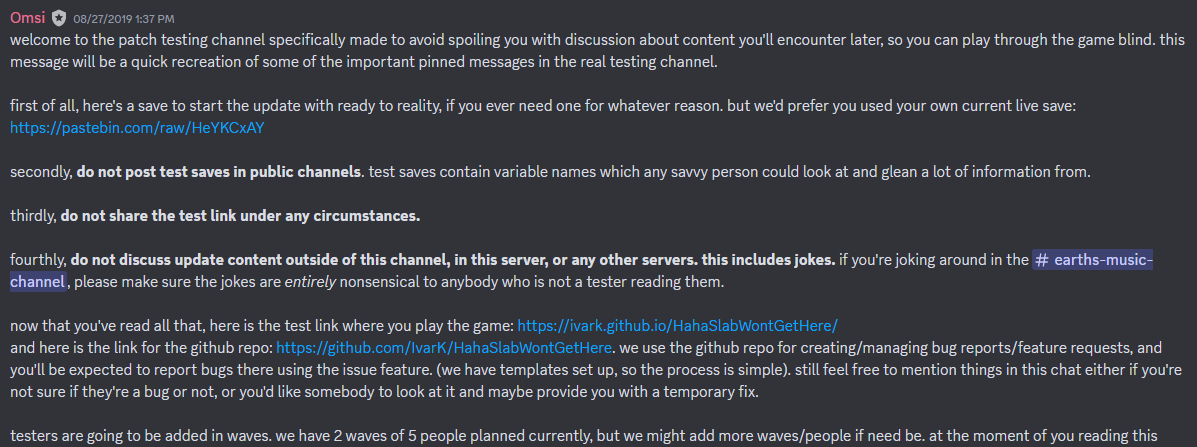 Omsi 08/27/2019 1:37 PM
welcome to the patch testing channel specifically made to avoid spoiling you with discussion about content you'll encounter later, so you can play through the game blind. this
message will be a quick recreation of some of the important pinned messages in the real testing channel.
first of all, here's a save to start the update with ready to reality, if you ever need one for whatever reason. but we'd prefer you used your own current live save:
https://pastebin.com/raw/HeYKCxAY
secondly, do not post test saves in public channels. test saves contain variable names which any savvy person could look at and glean a lot of information from.
thirdly, do not share the test link under any circumstances.
fourthly, do not discuss update content outside of this channel, in this server, or any other servers. this includes jokes. if you're joking around in the # earths-music-
channel, please make sure the jokes are entirely nonsensical to anybody who is not a tester reading them.
now that you've read all that, here is the test link where you play the game: https://ivark.github.io/HahaSlabWontGetHere/
and here is the link for the github repo: https://github.com/IvarK/HahaSlabWontGetHere. we use the github repo for creating/managing bug reports/feature requests, and
you'll be expected to report bugs there using the issue feature. (we have templates set up, so the process is simple). still feel free to mention things in this chat either if you're
not sure if they're a bug or not, or you'd like somebody to look at it and maybe provide you with a temporary fix.
testers are going to be added in waves. we have 2 waves of 5 people planned currently, but we might add more waves/people if need be. at the moment of you reading this